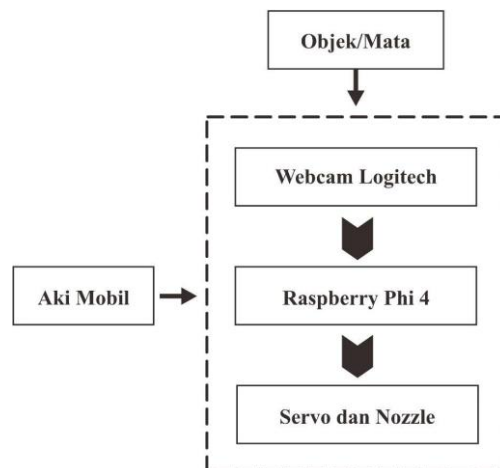 Objek/Mata
Webcam Logitech
Aki Mobil
Raspberry Phi 4
Servo dan Nozzle